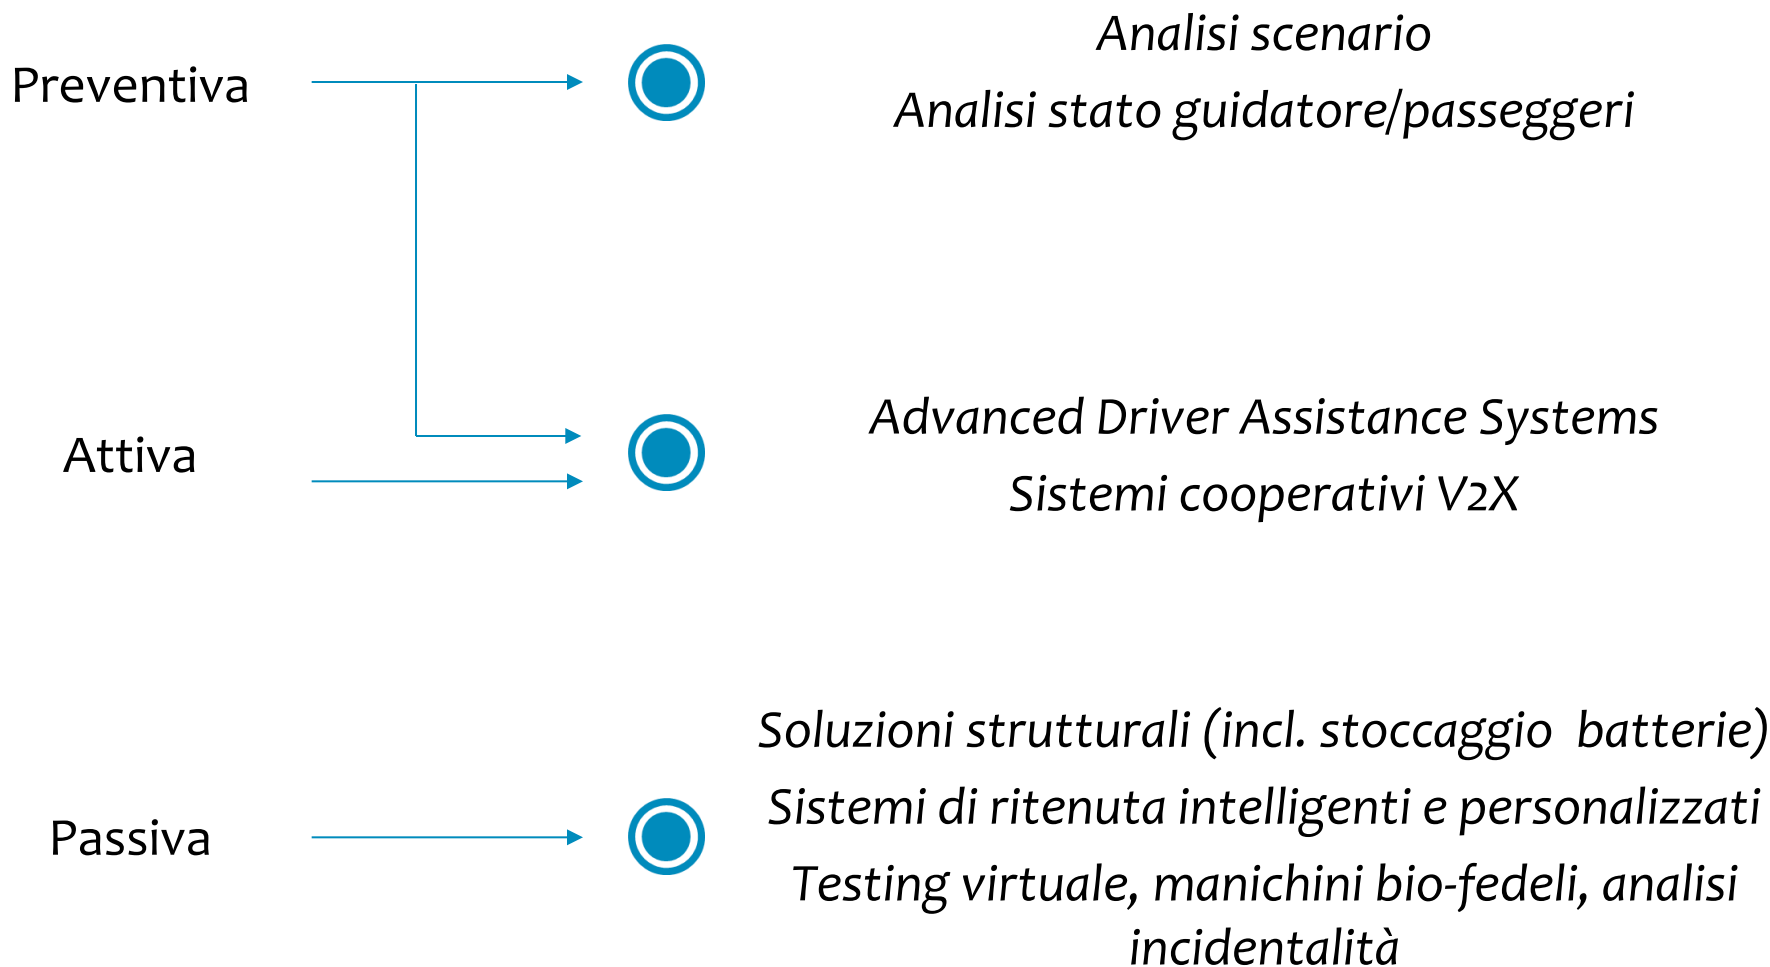 Preventiva
Analisi scenario
Analisi stato guidatore/passeggeri
Attiva
Advanced Driver Assistance Systems
Sistemi cooperativi V2X
Passiva
Soluzioni strutturali (incl. stoccaggio  batterie)
Sistemi di ritenuta intelligenti e personalizzati
Testing virtuale, manichini bio-fedeli, analisi
incidentalità